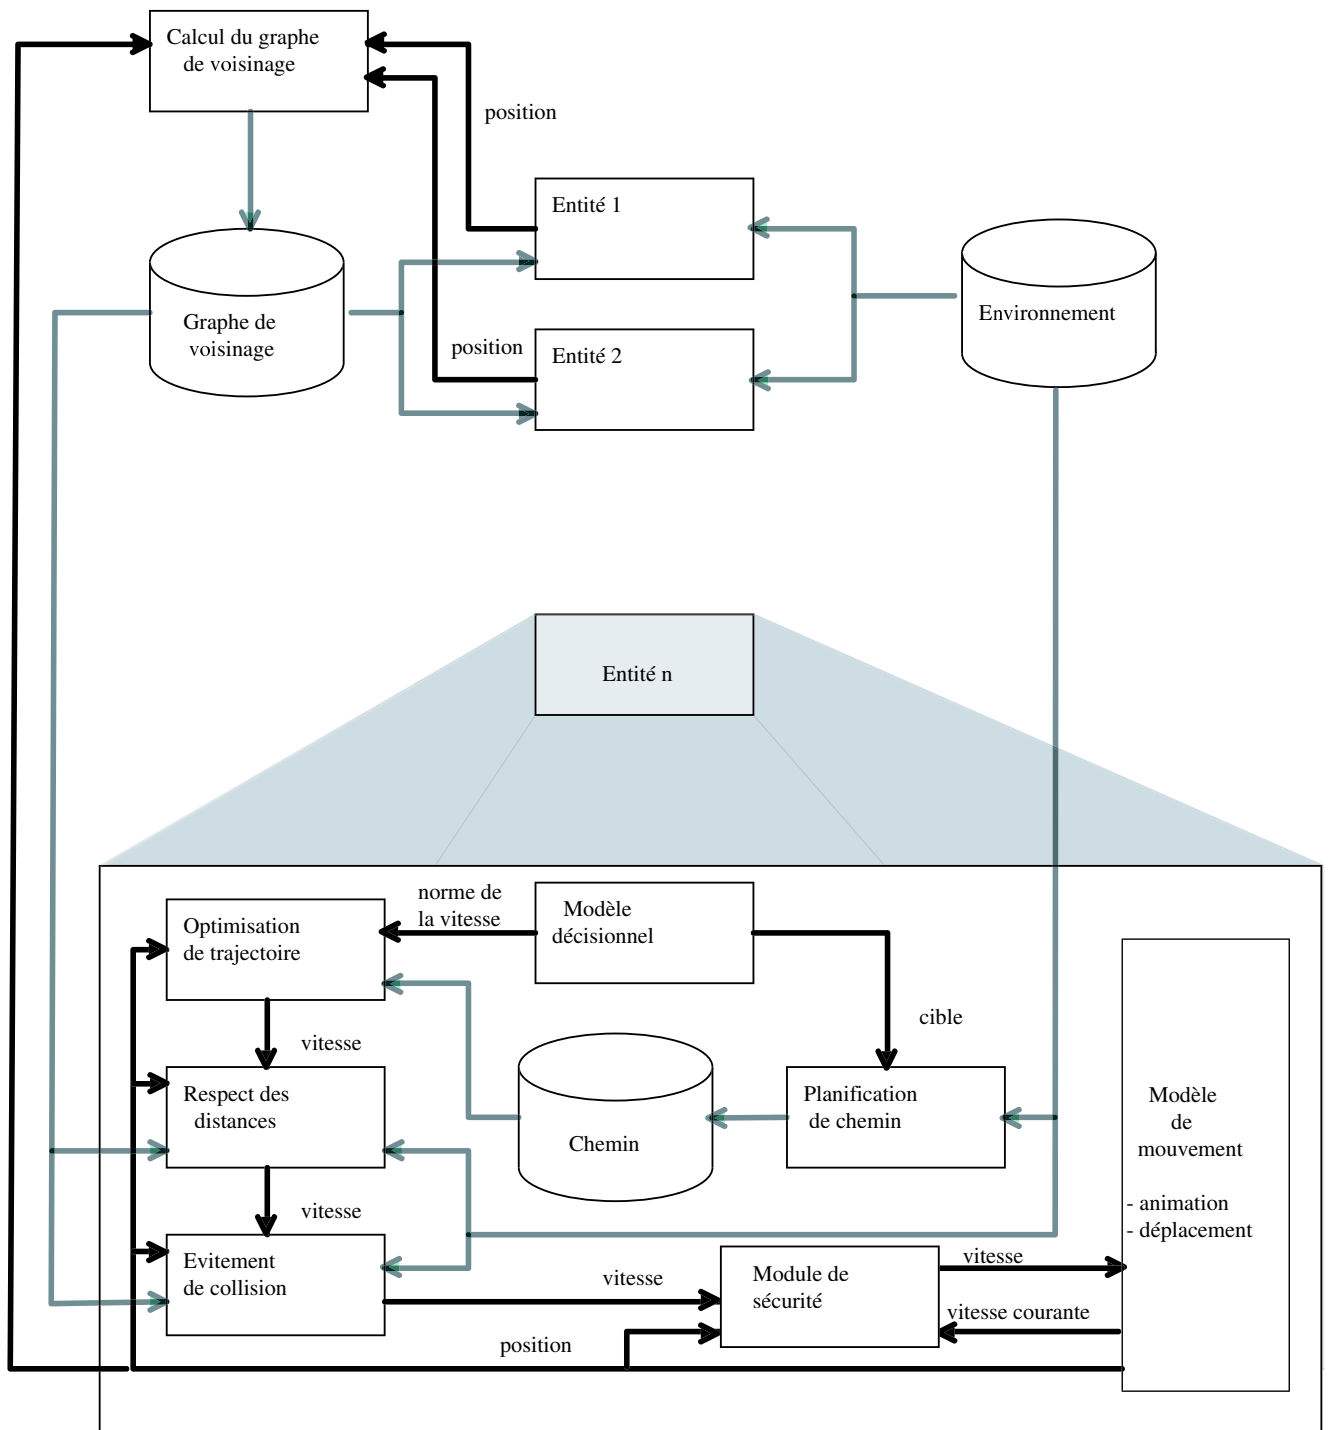 Calcul du graphe
de voisinage
position
Entité 1
Environnement
Graphe de
voisinage
position
Entité 2
Entité n
norme de
la vitesse
Modèle
décisionnel
Optimisation
de trajectoire
cible
vitesse
Respect des
distances
Chemin
Planification
de chemin
Modèle
de
mouvement
- animation
- déplacement
vitesse
Evitement
de collision
vitesse
Module de
sécurité
vitesse
vitesse courante
position